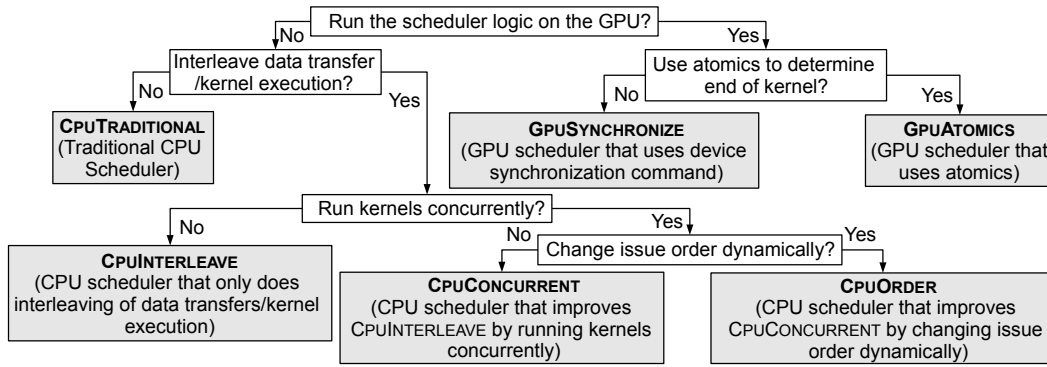 Run the scheduler logic on the GPU?
No
Yes
Interleave data transfer
/kernel execution?
Use atomics to determine
end of kernel?
No
Yes
No
Yes
CPUTRADITIONAL
(Traditional CPU
Scheduler)
GPUSYNCHRONIZE
(GPU scheduler that uses device
synchronization command)
GPUATOMICS
(GPU scheduler that
uses atomics)
Run kernels concurrently?
No
Yes
Change issue order dynamically?
No
Yes
CPUINTERLEAVE
(CPU scheduler that only does
interleaving of data transfers/kernel
execution)
CPUCONCURRENT
(CPU scheduler that improves
CPUINTERLEAVE by running kernels
concurrently)
CPUORDER
(CPU scheduler that improves
CPUCONCURRENT by changing issue
order dynamically)